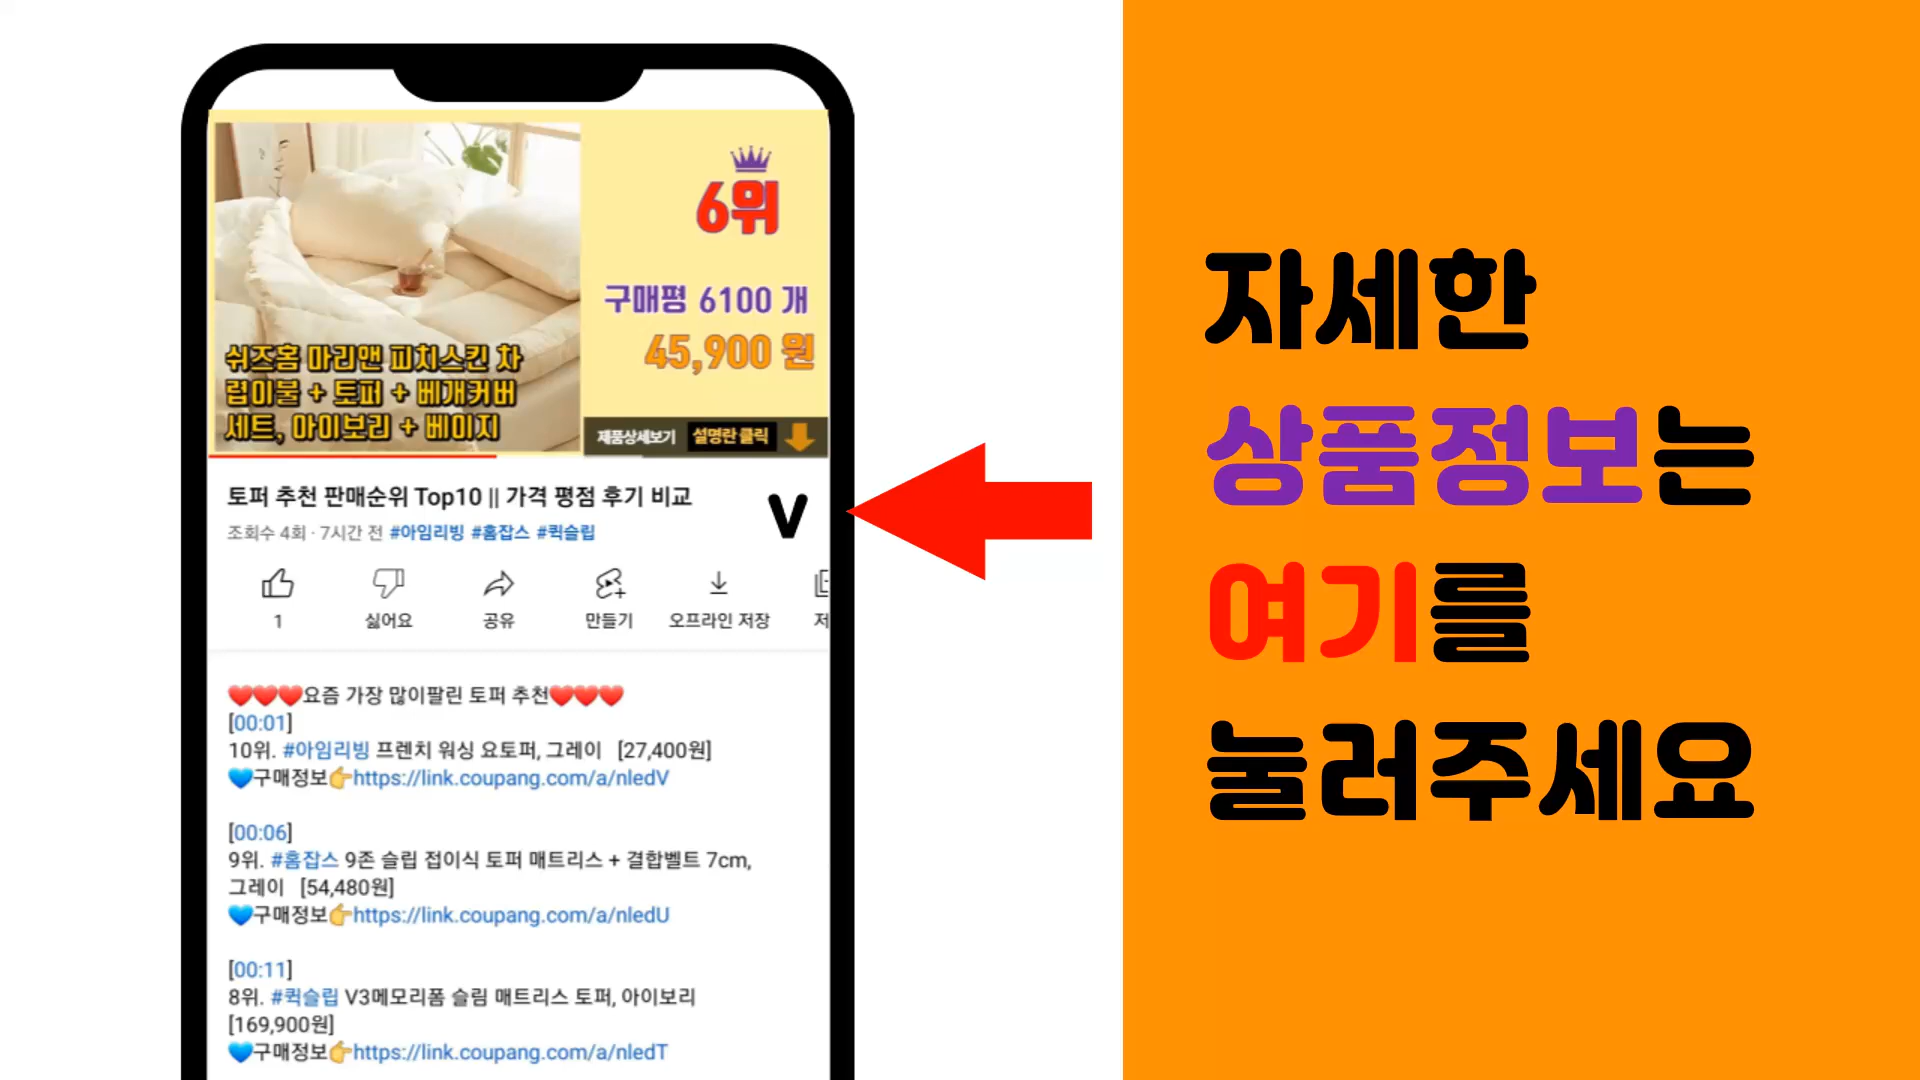 6위
구매평 6100 개
45,900 원
쉬즈홈 마리앤 피치스킨 차
렵이불 + 토퍼 + 베개커버
세트, 아이보리 + 베이지
제품상세보기 설명란 클릭
토퍼 추천 판매순위 Top10 || 가격 평점 후기 비교
V
조회수 4회 · 7시간 전 #아임리빙 #홈잡스 #퀵슬립
1 싫어요 공유 만들기 오프라인 저장 저
❤❤❤요즘 가장 많이팔린 토퍼 추천❤❤❤
[00:01]
10위. #아임리빙 프렌치 워싱 요토퍼, 그레이 [27,400원]
💙구매정보👉https://link.coupang.com/a/nledV
[00:06]
9위. #홈잡스 9존 슬립 접이식 토퍼 매트리스 + 결합벨트 7cm,
그레이 [54,480원]
💙구매정보👉https://link.coupang.com/a/nledU
[00:11]
8위. #퀵슬립 V3메모리폼 슬림 매트리스 토퍼, 아이보리
[169,900원]
💙구매정보👉https://link.coupang.com/a/nledT
자세한
상품정보는
여기를
눌러주세요